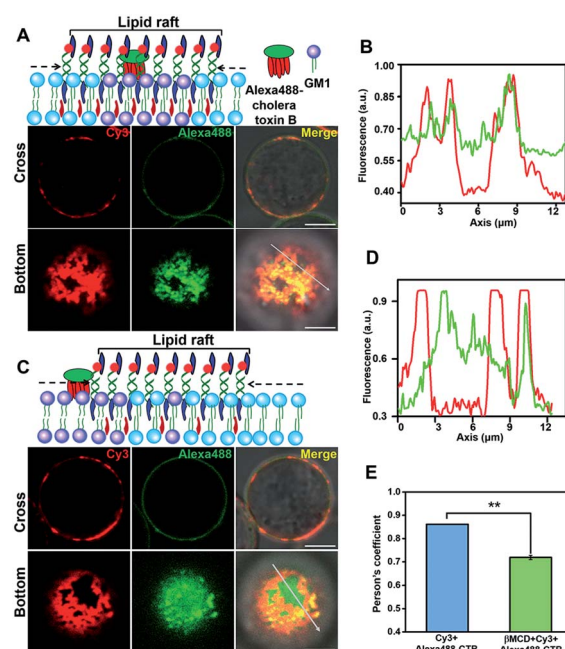 A
Lipid raft
Alexa488-
cholera
toxin B
GM1
Cy3
Alexa488
Merge
Cross
Bottom
B
Fluorescence (a.u.)
1.00
0.85
0.70
0.55
0.40
0
3
6
9
12
Axis (μm)
C
Lipid raft
Cy3
Alexa488
Merge
Cross
Bottom
D
Fluorescence (a.u.)
0.9
0.6
0.3
0
3
6
9
12
Axis (μm)
E
Person's coefficient
1.0
0.9
0.8
0.7
0.6
0.5
0.4
**
Cy3+
βMCD+Cy3+